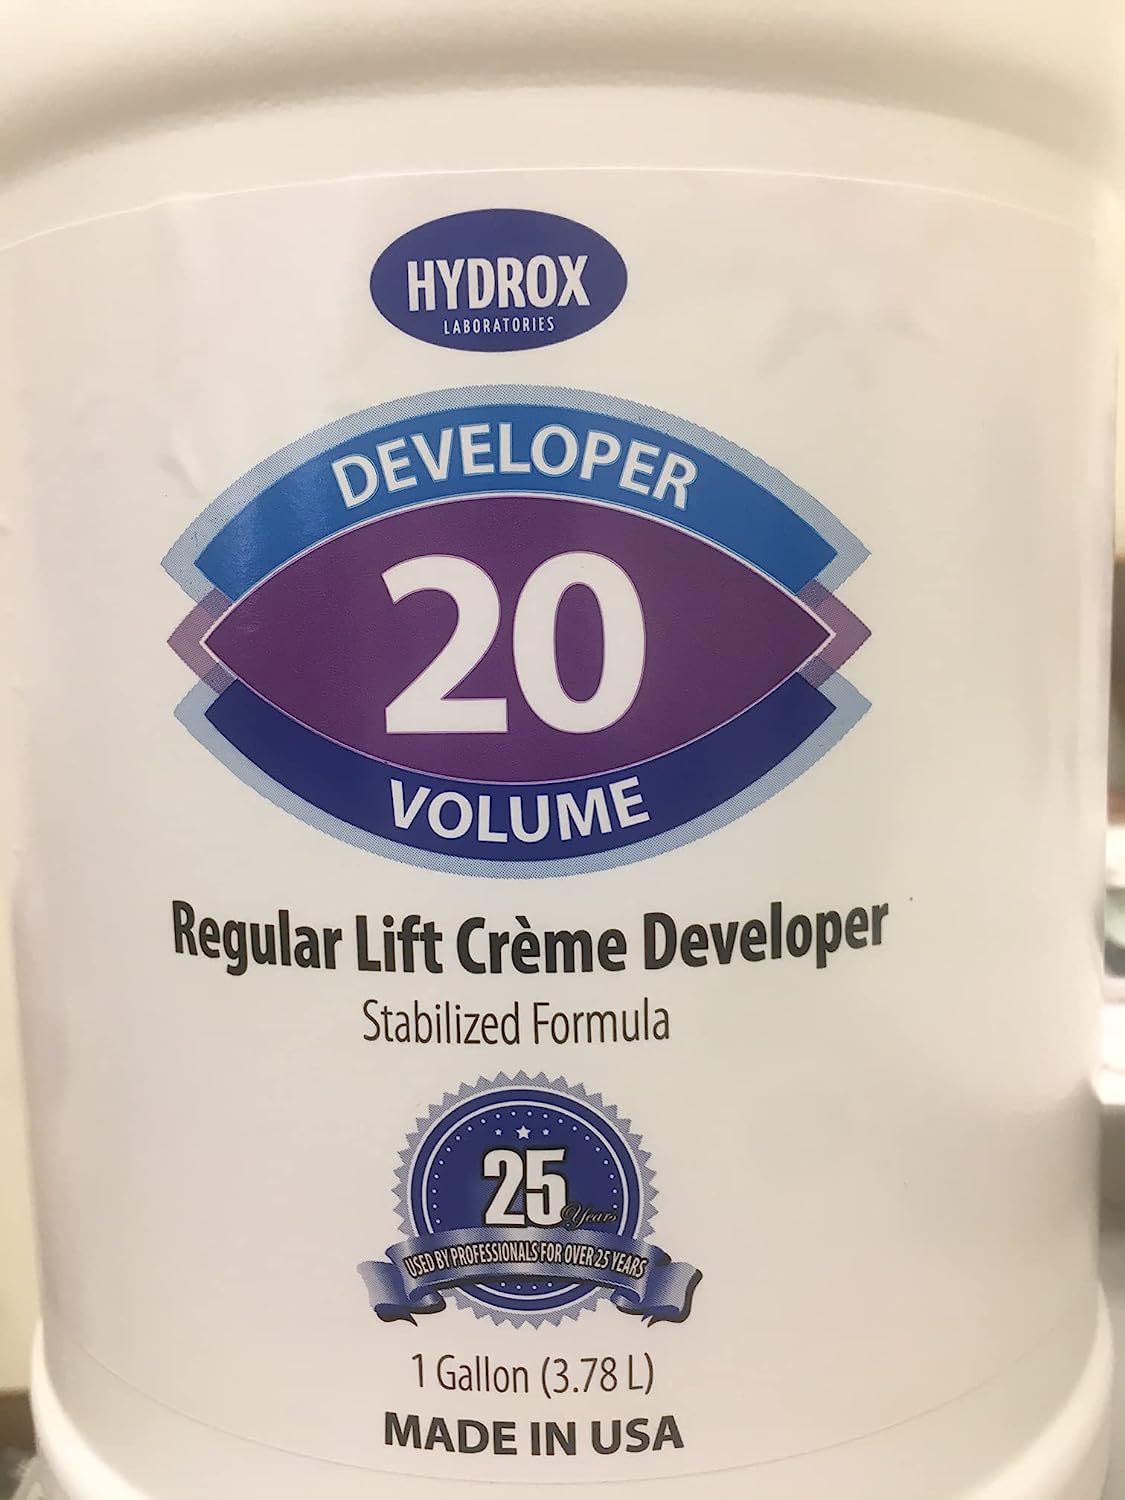 HYDROX
LABORATORIES
DEVELOPER
20
VOLUME
Regular Lift Crème Developer
Stabilized Formula
25
Years
USED BY PROFESSIONALS FOR OVER 25 YEARS
1 Gallon (3.78 L)
MADE IN USA